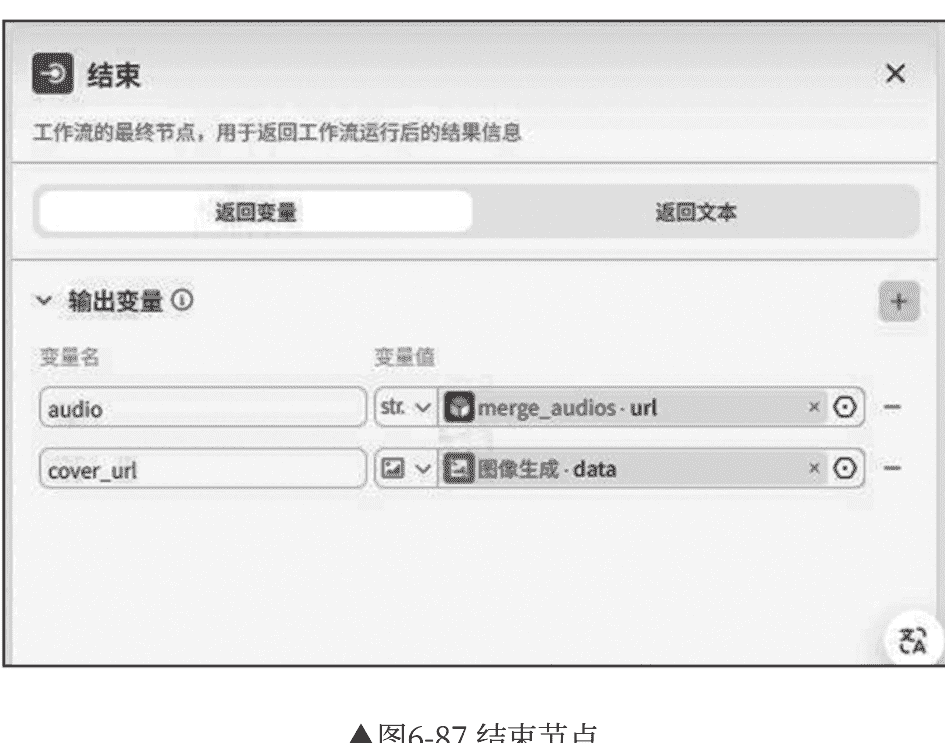 结束
工作流的最终节点，用于返回工作流运行后的结果信息
返回变量 返回文本
输出变量
变量名 变量值
audio str. merge_audios · url
cover_url 图像生成 · data
▲图6-87 结束节点